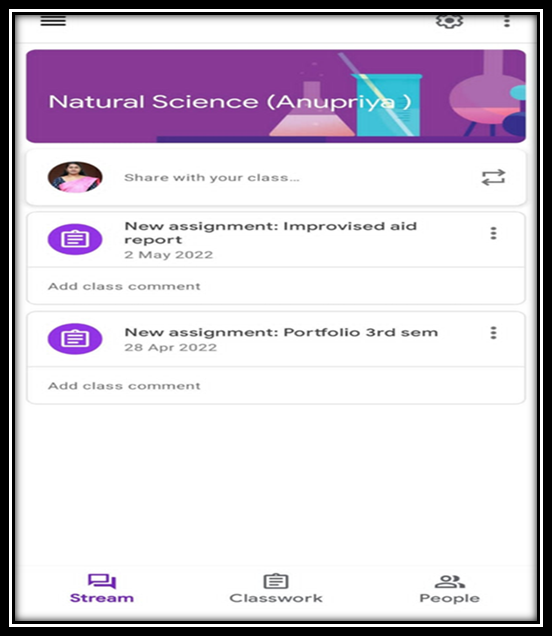 Natural Science (Anupriya )
Share with your class...
New assignment: Improvised aid
report
2 May 2022
Add class comment
New assignment: Portfolio 3rd sem
28 Apr 2022
Add class comment
Stream Classwork People